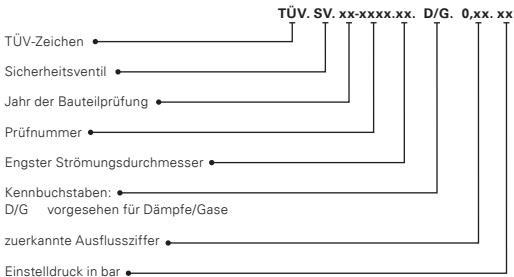 TÜV. SV. xx-xxxx.xx. D/G. 0,xx. xx
TÜV-Zeichen
Sicherheitsventil
Jahr der Bauteilprüfung
Prüfnummer
Engster Strömungsdurchmesser
Kennbuchstaben:
D/G vorgesehen für Dämpfe/Gase
zuerkannte Ausflussziffer
Einstelldruck in bar